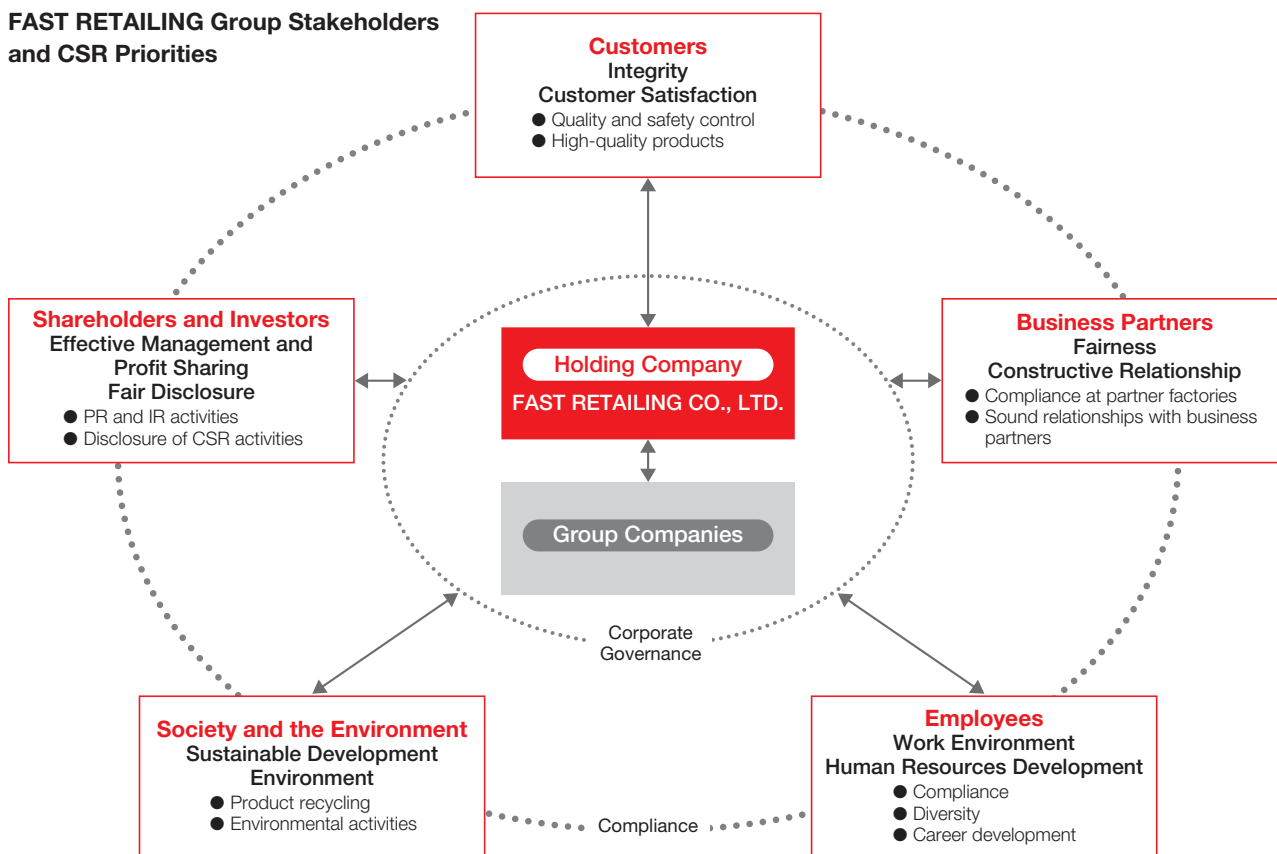 FAST RETAILING Group Stakeholders
and CSR Priorities
Customers
Integrity
Customer Satisfaction
● Quality and safety control
● High-quality products
Shareholders and Investors
Effective Management and
Profit Sharing
Fair Disclosure
● PR and IR activities
● Disclosure of CSR activities
Holding Company
FAST RETAILING CO., LTD.
Group Companies
Business Partners
Fairness
Constructive Relationship
● Compliance at partner factories
● Sound relationships with business
partners
Corporate
Governance
Society and the Environment
Sustainable Development
Environment
● Product recycling
● Environmental activities
Compliance
Employees
Work Environment
Human Resources Development
● Compliance
● Diversity
● Career development